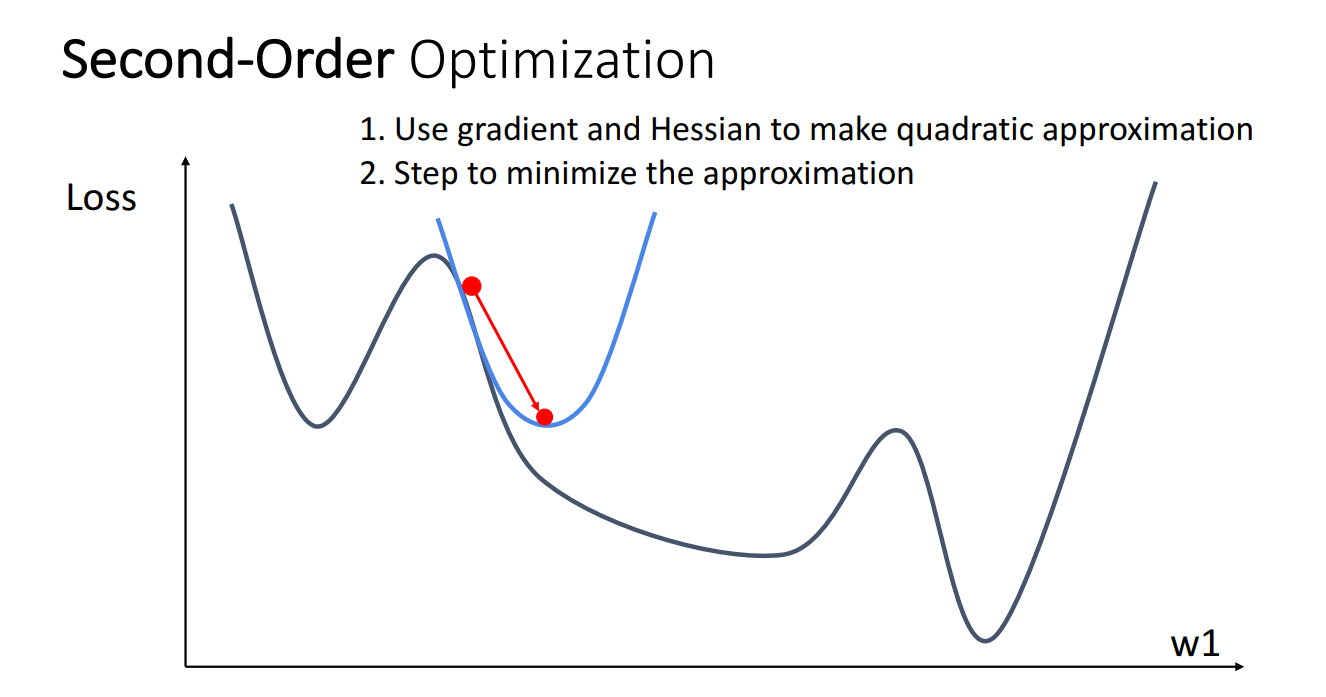 Second-Order Optimization
1. Use gradient and Hessian to make quadratic approximation
2. Step to minimize the approximation
Loss
w1